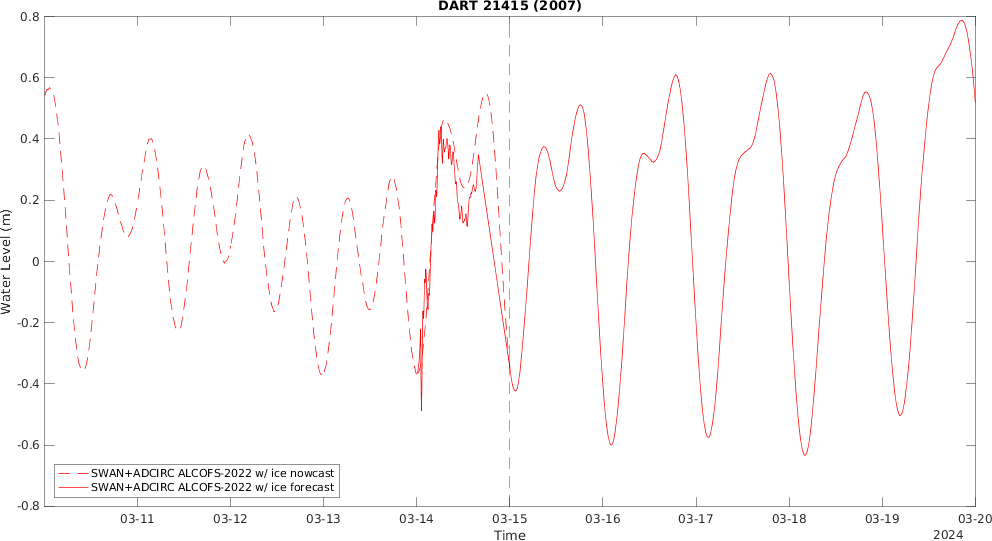 DART 21415 (2007)
0.8
0.6
0.4
0.2
0
-0.2
-0.4
-0.6
-0.8
Water Level (m)
SWAN+ADCIRC ALCOFS-2022 w/ ice nowcast
SWAN+ADCIRC ALCOFS-2022 w/ ice forecast
03-11 03-12 03-13 03-14 03-15 03-16 03-17 03-18 03-19 03-20
Time
2024